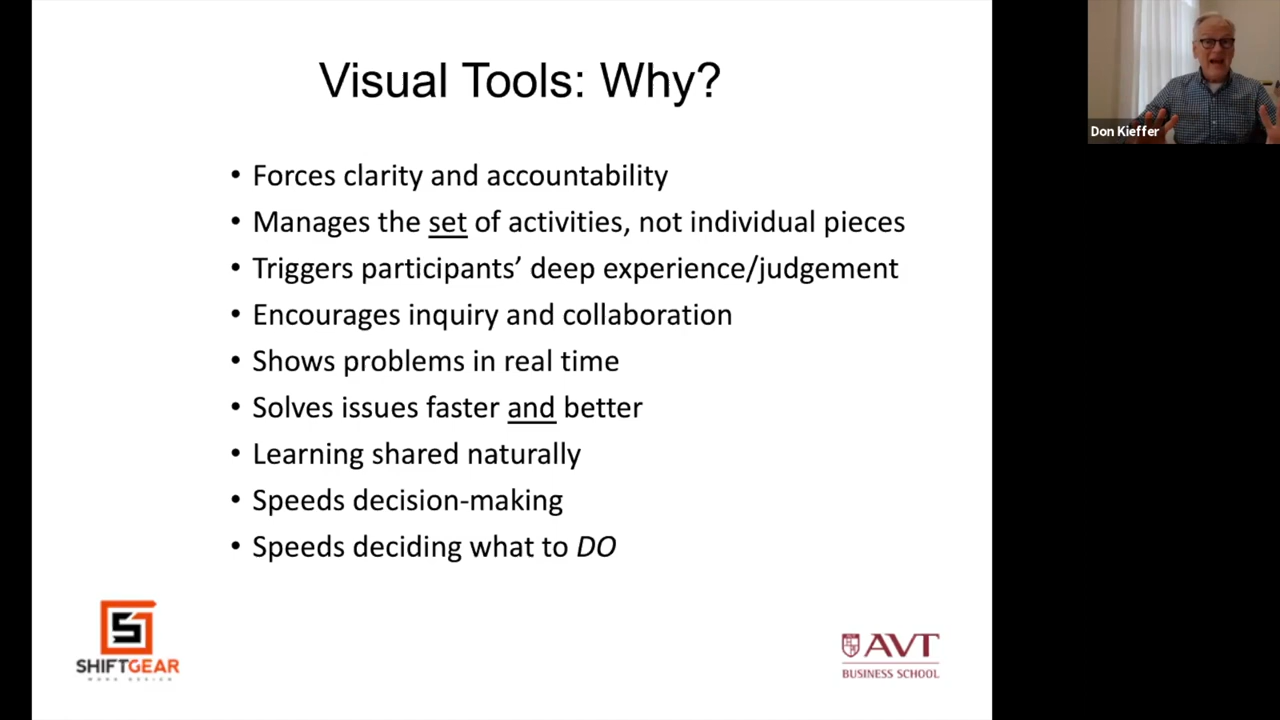 Visual Tools: Why?
• Forces clarity and accountability
• Manages the set of activities, not individual pieces
• Triggers participants’ deep experience/judgement
• Encourages inquiry and collaboration
• Shows problems in real time
• Solves issues faster and better
• Learning shared naturally
• Speeds decision-making
• Speeds deciding what to DO
SHIFTGEAR
WORK DESIGN
AVT
BUSINESS SCHOOL
Don Kieffer